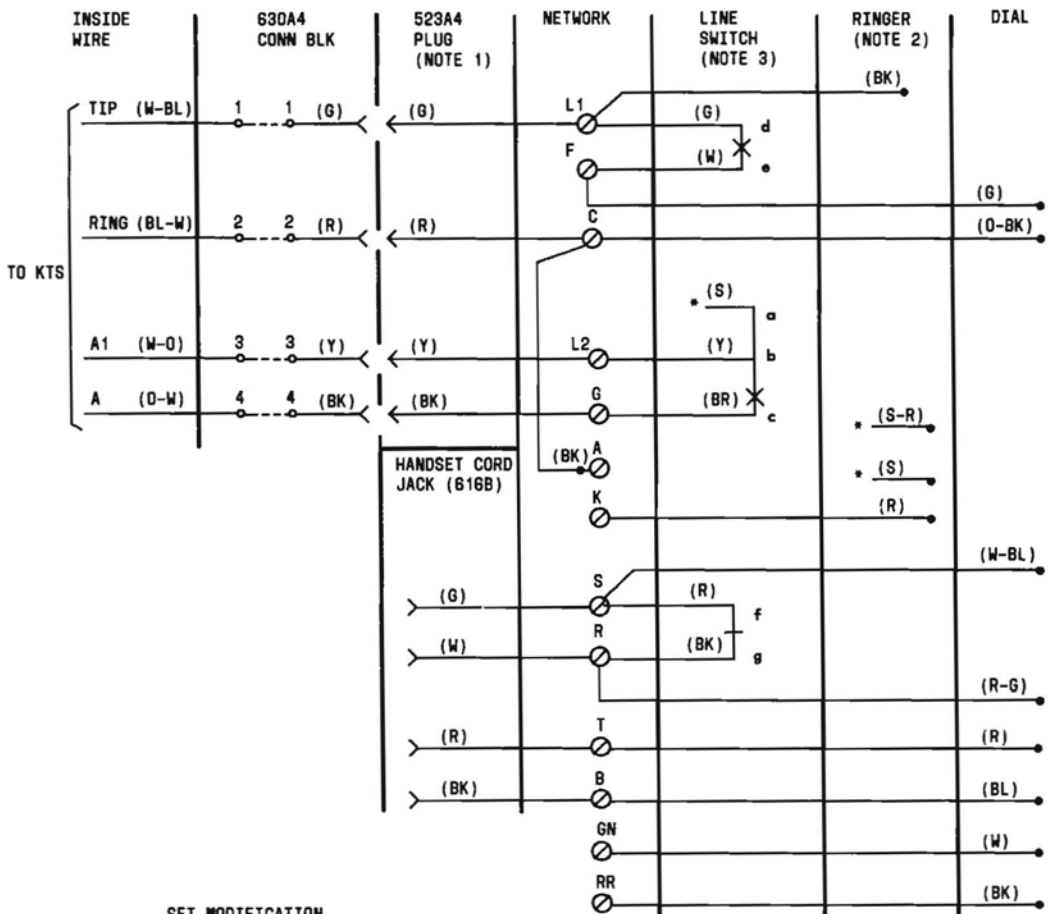 INSIDE WIRE
630A4 CONN BLK
523A4 PLUG (NOTE 1)
NETWORK
LINE SWITCH (NOTE 3)
RINGER (NOTE 2)
DIAL
(BK)
TIP (W-BL) 1 1 (G) (G) L1 (G) d
F (W) e
(G)
RING (BL-W) 2 2 (R) (R) C (O-BK)
TO KTS
* (S) a
A1 (W-O) 3 3 (Y) (Y) L2 (Y) b
A (O-W) 4 4 (BK) (BK) G (BR) c
* (S-R)
HANDSET CORD JACK (616B)
(BK) A
* (S)
K (R)
(W-BL)
(G) S (R) f
(W) R (BK) g
(R-G)
(R) T (R)
(BK) B (BL)
GN (W)
RR (BK)
SET MODIFICATION